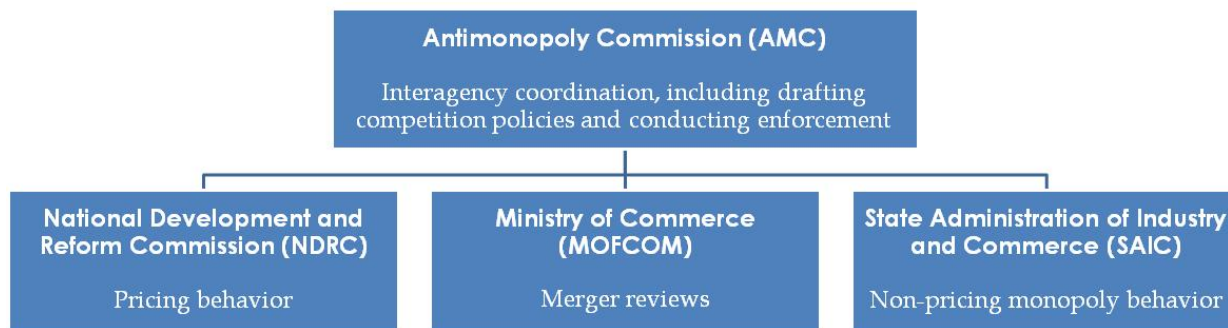 Antimonopoly Commission (AMC)
Interagency coordination, including drafting
competition policies and conducting enforcement
National Development and
Reform Commission (NDRC)
Pricing behavior
Ministry of Commerce
(MOFCOM)
Merger reviews
State Administration of Industry
and Commerce (SAIC)
Non-pricing monopoly behavior